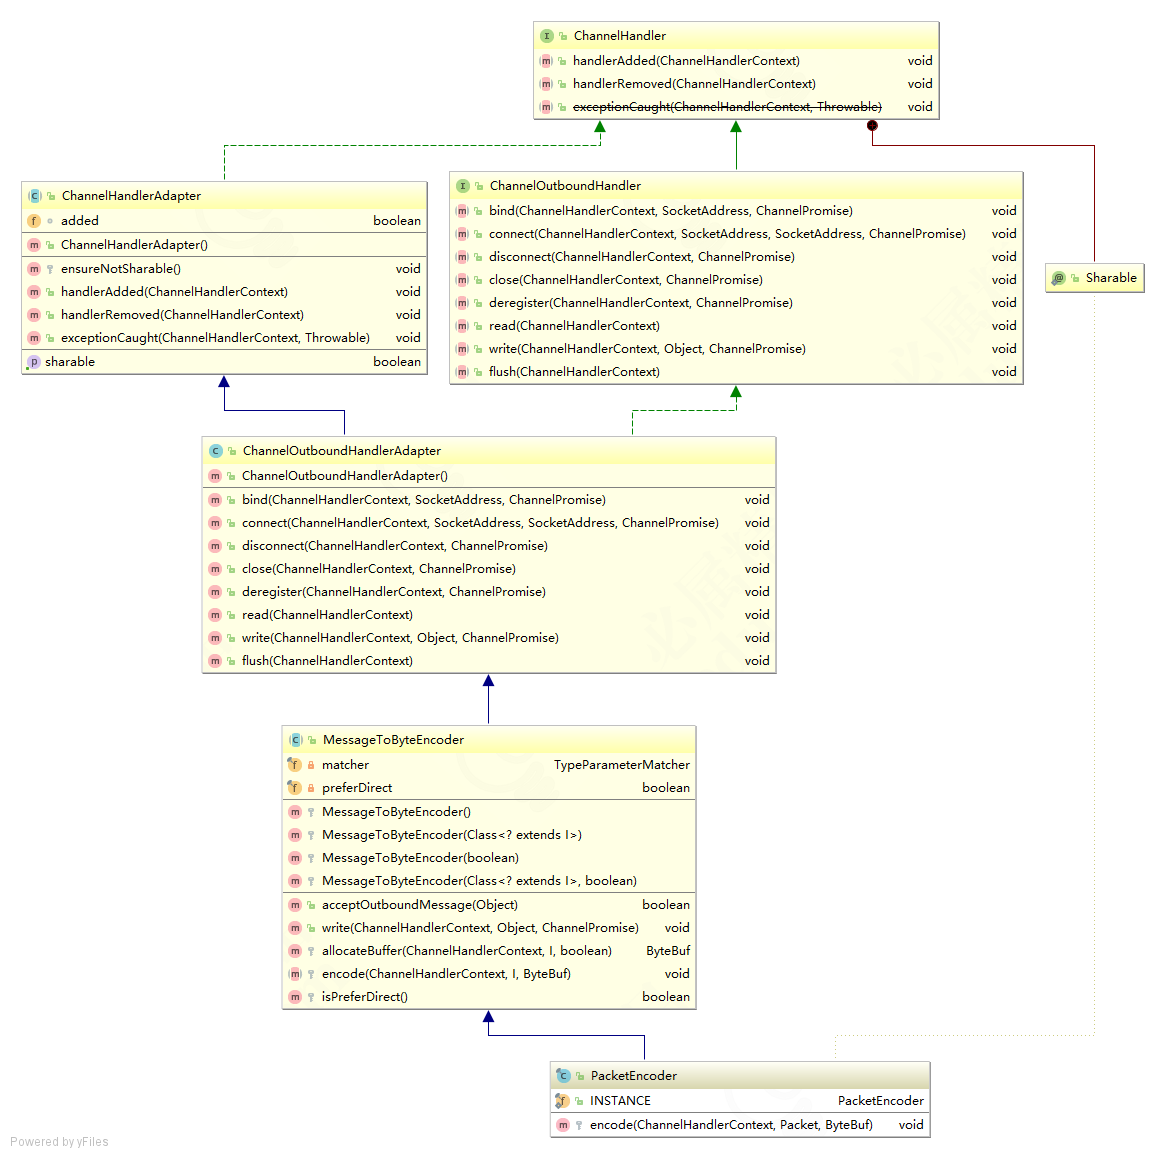 ChannelHandler
handlerAdded(ChannelHandlerContext) void
handlerRemoved(ChannelHandlerContext) void
exceptionCaught(ChannelHandlerContext, Throwable) void
ChannelHandlerAdapter
added boolean
ChannelHandlerAdapter()
ensureNotSharable() void
handlerAdded(ChannelHandlerContext) void
handlerRemoved(ChannelHandlerContext) void
exceptionCaught(ChannelHandlerContext, Throwable) void
sharable boolean
ChannelOutboundHandler
bind(ChannelHandlerContext, SocketAddress, ChannelPromise) void
connect(ChannelHandlerContext, SocketAddress, SocketAddress, ChannelPromise) void
disconnect(ChannelHandlerContext, ChannelPromise) void
close(ChannelHandlerContext, ChannelPromise) void
deregister(ChannelHandlerContext, ChannelPromise) void
read(ChannelHandlerContext) void
write(ChannelHandlerContext, Object, ChannelPromise) void
flush(ChannelHandlerContext) void
Sharable
ChannelOutboundHandlerAdapter
ChannelOutboundHandlerAdapter()
bind(ChannelHandlerContext, SocketAddress, ChannelPromise) void
connect(ChannelHandlerContext, SocketAddress, SocketAddress, ChannelPromise) void
disconnect(ChannelHandlerContext, ChannelPromise) void
close(ChannelHandlerContext, ChannelPromise) void
deregister(ChannelHandlerContext, ChannelPromise) void
read(ChannelHandlerContext) void
write(ChannelHandlerContext, Object, ChannelPromise) void
flush(ChannelHandlerContext) void
MessageToByteEncoder
matcher TypeParameterMatcher
preferDirect boolean
MessageToByteEncoder()
MessageToByteEncoder(Class<? extends I>)
MessageToByteEncoder(boolean)
MessageToByteEncoder(Class<? extends I>, boolean)
acceptOutboundMessage(Object) boolean
write(ChannelHandlerContext, Object, ChannelPromise) void
allocateBuffer(ChannelHandlerContext, I, boolean) ByteBuf
encode(ChannelHandlerContext, I, ByteBuf) void
isPreferDirect() boolean
PacketEncoder
INSTANCE PacketEncoder
encode(ChannelHandlerContext, Packet, ByteBuf) void
Powered by yFiles